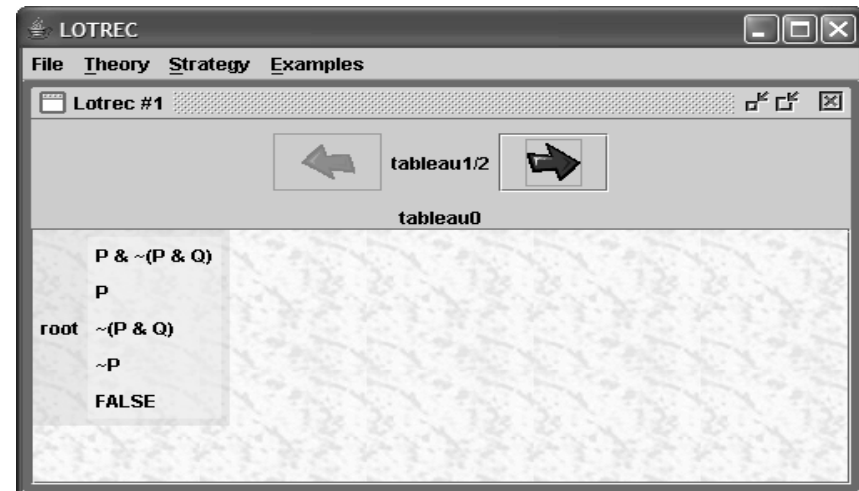 LOTREC
File Theory Strategy Examples
Lotrec #1
tableau1/2
tableau0
P & ~(P & Q)
P
root ~(P & Q)
~P
FALSE